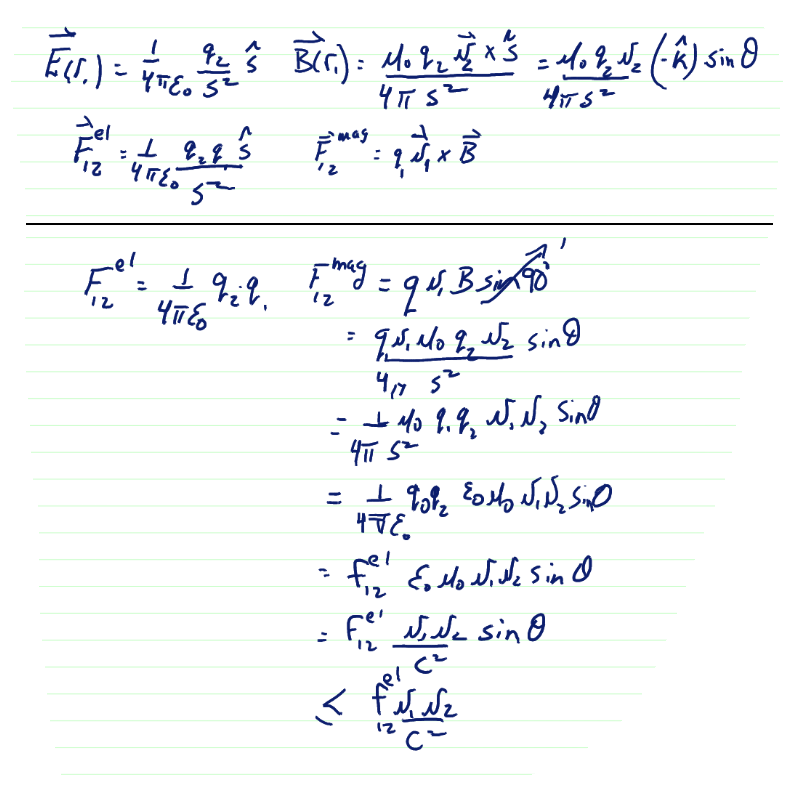 $\vec{E}(r_1) = \frac{1}{4\pi\varepsilon_0} \frac{q_2}{s^2} \hat{s}$ $\vec{B}(r_1) = \frac{\mu_0 q_2 \vec{v_2} \times \hat{s}}{4\pi s^2} = \frac{\mu_0 q_2 v_2}{4\pi s^2} (-\hat{k}) \sin\theta$
$\vec{F}_{12}^{el} = \frac{1}{4\pi\varepsilon_0} \frac{q_2 q_1}{s^2} \hat{s}$ $\vec{F}_{12}^{mag} = q_1 \vec{v}_1 \times \vec{B}$
$F_{12}^{el} = \frac{1}{4\pi\varepsilon_0} q_2 \cdot q_1$ $F_{12}^{mag} = q v_1 B \cancel{\sin 90°}^1$
$= \frac{q_1 v_1 \mu_0 q_2 v_2}{4\pi s^2} \sin\theta$
$= \frac{1}{4\pi s^2} \mu_0 q_1 q_2 v_1 v_2 \sin\theta$
$= \frac{1}{4\pi\varepsilon_0} q_0 q_2 \varepsilon_0 \mu_0 v_1 v_2 \sin\theta$
$= f_{12}^{el} \varepsilon_0 \mu_0 v_1 v_2 \sin\theta$
$= F_{12}^{el} \frac{v_1 v_2}{c^2} \sin\theta$
$\leq f_{12}^{el} \frac{v_1 v_2}{c^2}$